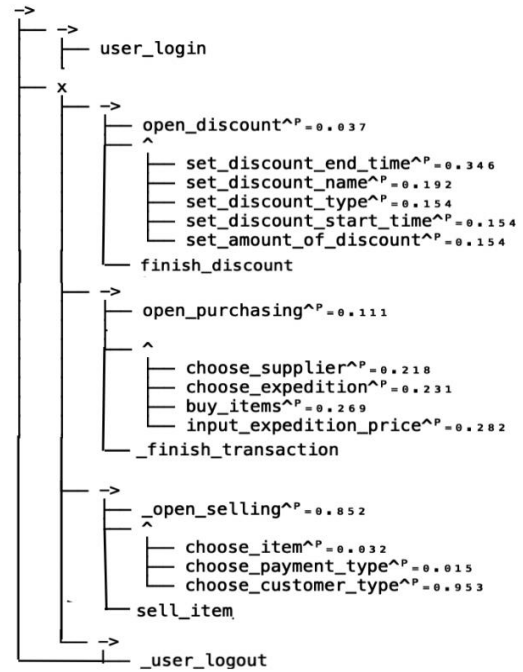 ->
->
user_login
x
->
open_discount^ᴾ=0.037
^
set_discount_end_time^ᴾ=0.346
set_discount_name^ᴾ=0.192
set_discount_type^ᴾ=0.154
set_discount_start_time^ᴾ=0.154
set_amount_of_discount^ᴾ=0.154
finish_discount
->
open_purchasing^ᴾ=0.111
^
choose_supplier^ᴾ=0.218
choose_expedition^ᴾ=0.231
buy_items^ᴾ=0.269
input_expedition_price^ᴾ=0.282
_finish_transaction
->
_open_selling^ᴾ=0.852
^
choose_item^ᴾ=0.032
choose_payment_type^ᴾ=0.015
choose_customer_type^ᴾ=0.953
sell_item
->
_user_logout